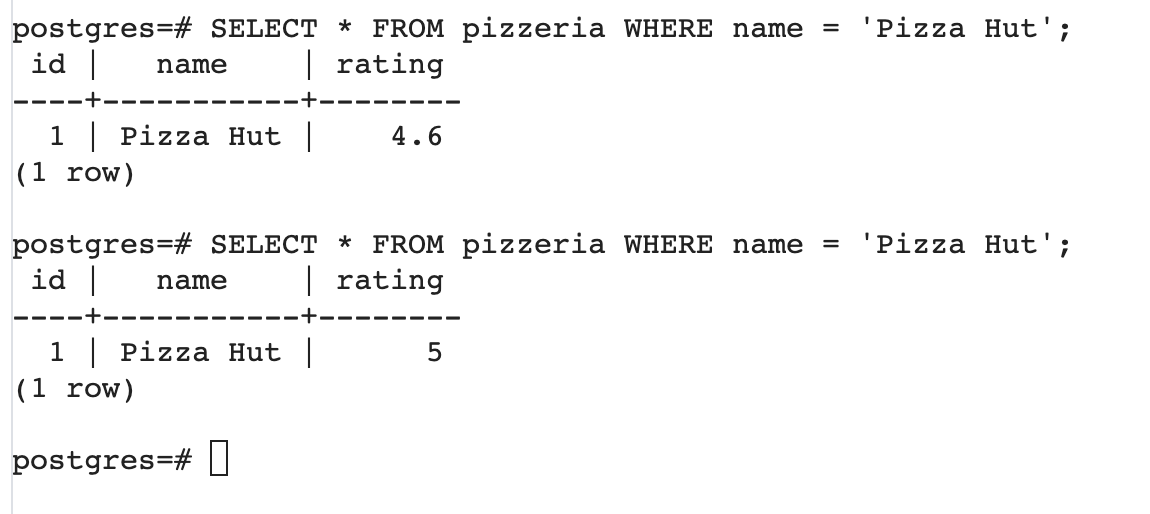 postgres=# SELECT * FROM pizzeria WHERE name = 'Pizza Hut';
 id |   name    | rating
----+-----------+--------
  1 | Pizza Hut |    4.6
(1 row)

postgres=# SELECT * FROM pizzeria WHERE name = 'Pizza Hut';
 id |   name    | rating
----+-----------+--------
  1 | Pizza Hut |      5
(1 row)

postgres=#